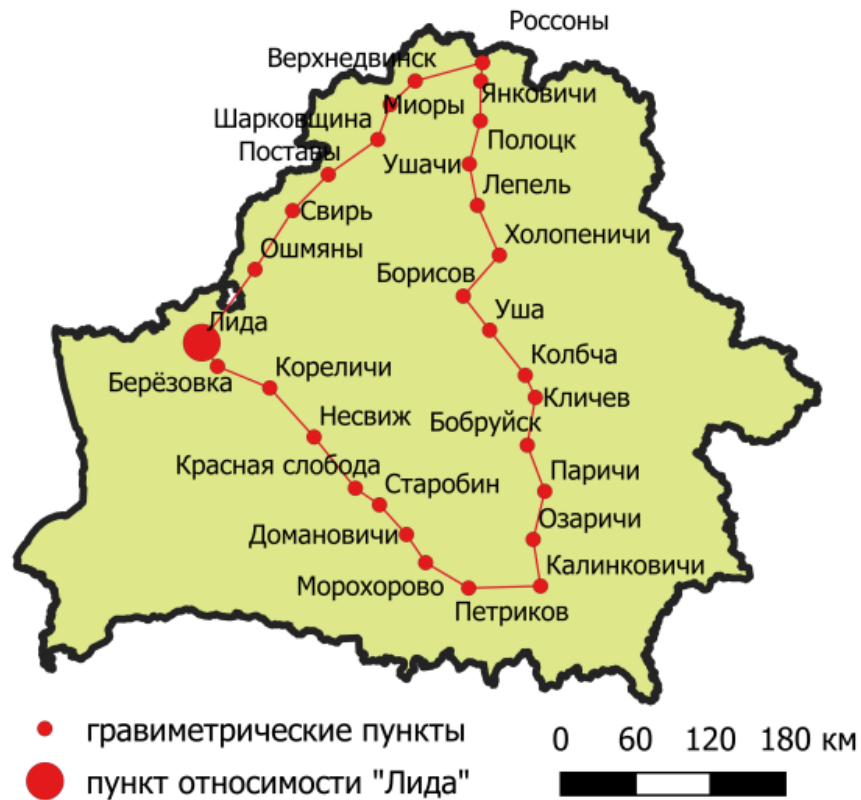 Россоны
Верхнедвинск
Миоры
Янковичи
Шарковщина
Полоцк
Поставы
Ушачи
Лепель
Свирь
Холопеничи
Ошмяны
Борисов
Уша
Лида
Колбча
Берёзовка
Кореличи
Кличев
Несвиж
Бобруйск
Красная слобода
Паричи
Старобин
Озаричи
Домановичи
Калинковичи
Морохорово
Петриков
гравиметрические пункты
0 60 120 180 км
пункт относимости "Лида"